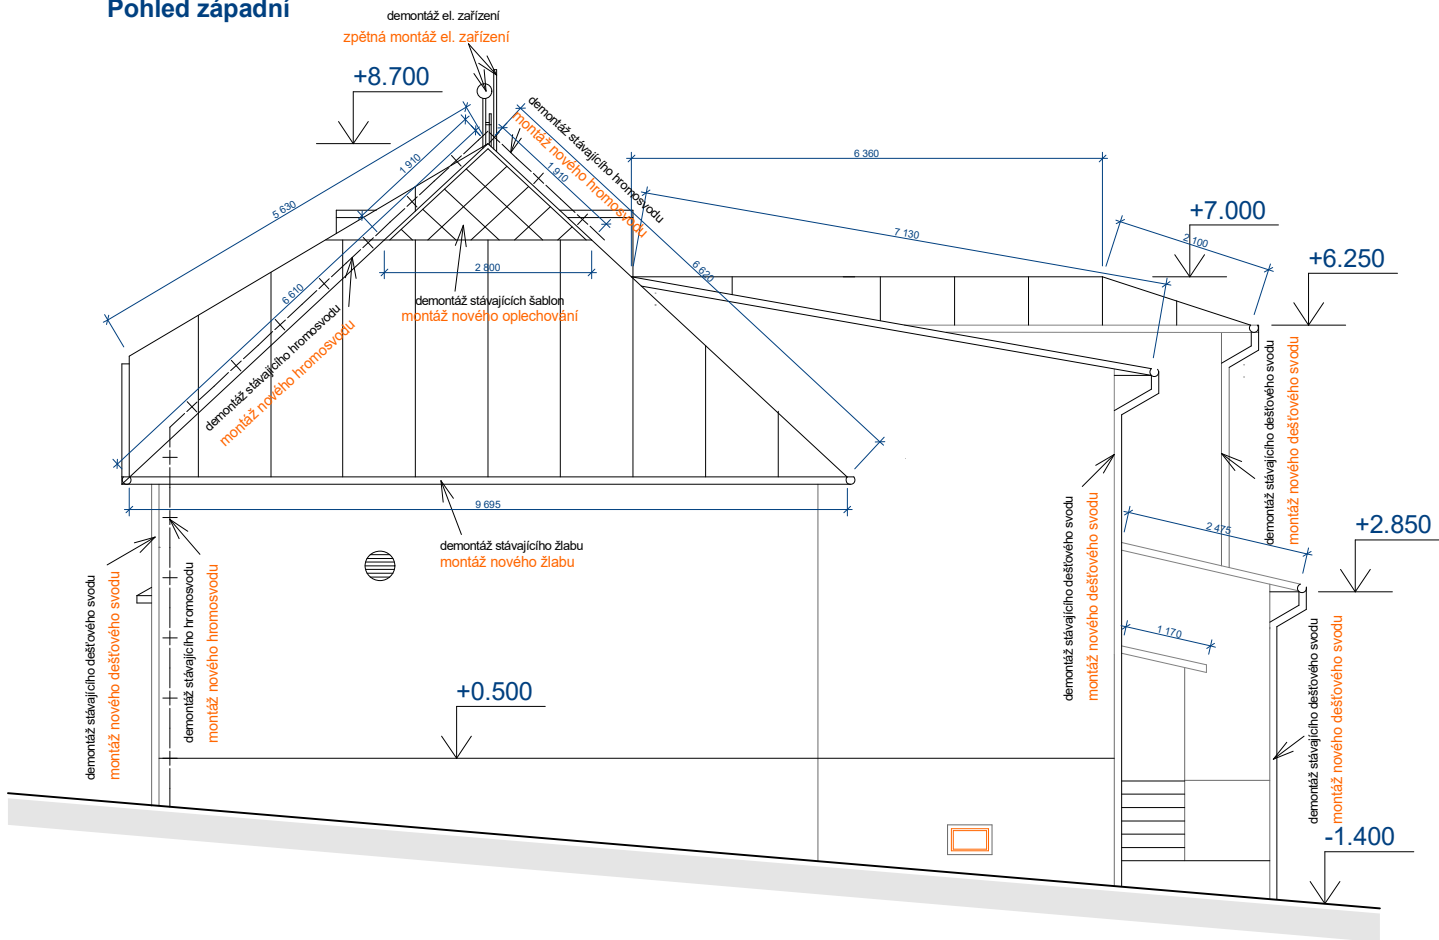 Pohled západní
demontáž el. zařízení
zpětná montáž el. zařízení
+8.700
demontáž stávajícího hromosvodu
montáž nového hromosvodu
1 910
1 910
5 630
6 360
7 130
+7.000
2 100
+6.250
2 800
6 610
6 620
demontáž stávajících šablon
montáž nového oplechování
demontáž stávajícího hromosvodu
montáž nového hromosvodu
9 695
demontáž stávajícího žlabu
montáž nového žlabu
demontáž stávajícího dešťového svodu
montáž nového dešťového svodu
demontáž stávajícího hromosvodu
montáž nového hromosvodu
demontáž stávajícího dešťového svodu
montáž nového dešťového svodu
demontáž stávajícího dešťového svodu
montáž nového dešťového svodu
2 475
+2.850
1 170
+0.500
demontáž stávajícího dešťového svodu
montáž nového dešťového svodu
-1.400